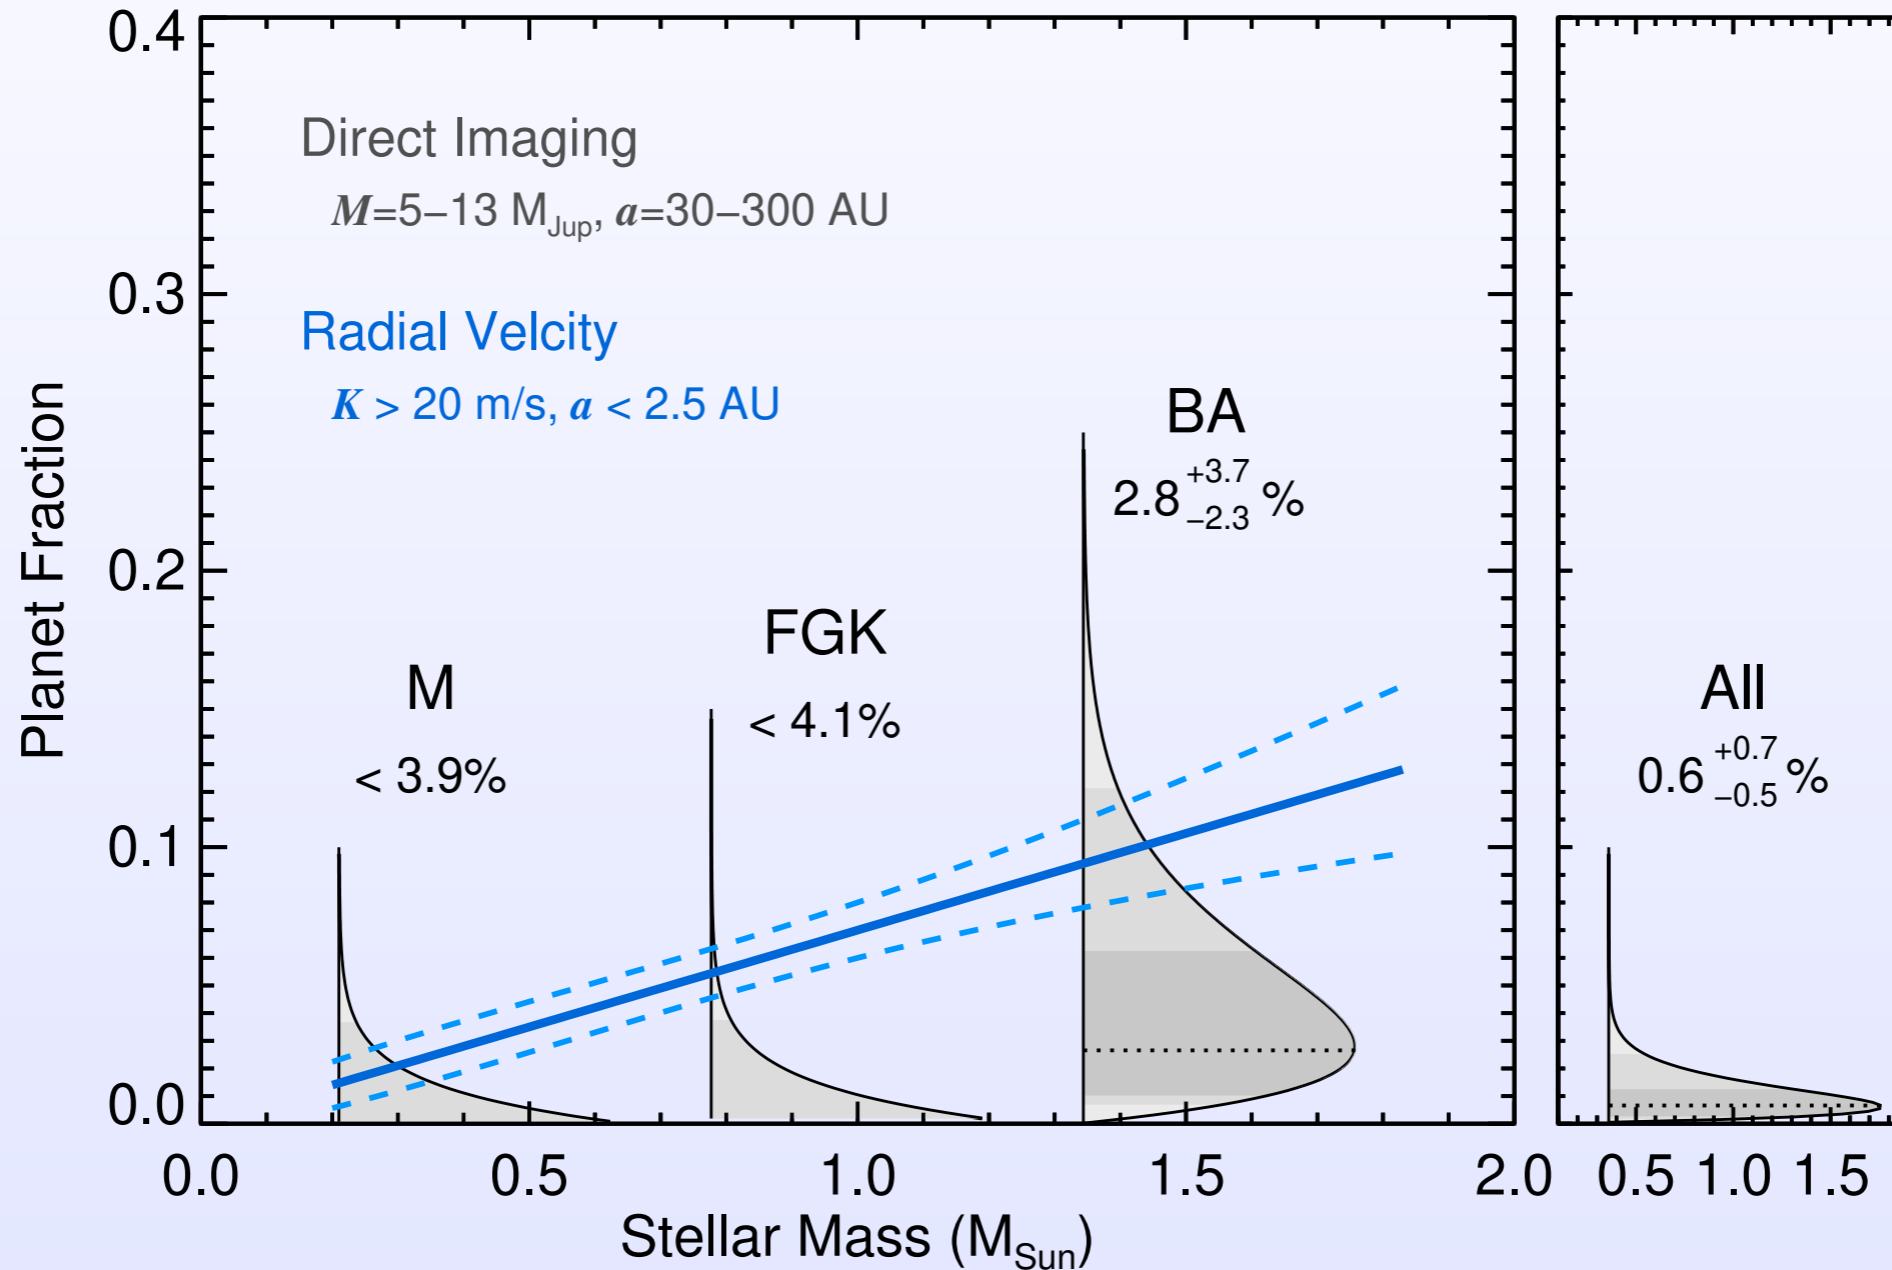 0.4
0.3
0.2
0.1
0.0
Planet Fraction
Direct Imaging
M=5–13 MJup, a=30–300 AU
Radial Velcity
K > 20 m/s, a < 2.5 AU
M
< 3.9%
FGK
< 4.1%
BA
2.8 +3.7 −2.3 %
All
0.6 +0.7 −0.5 %
0.0 0.5 1.0 1.5 2.0
0.5 1.0 1.5
Stellar Mass (MSun)